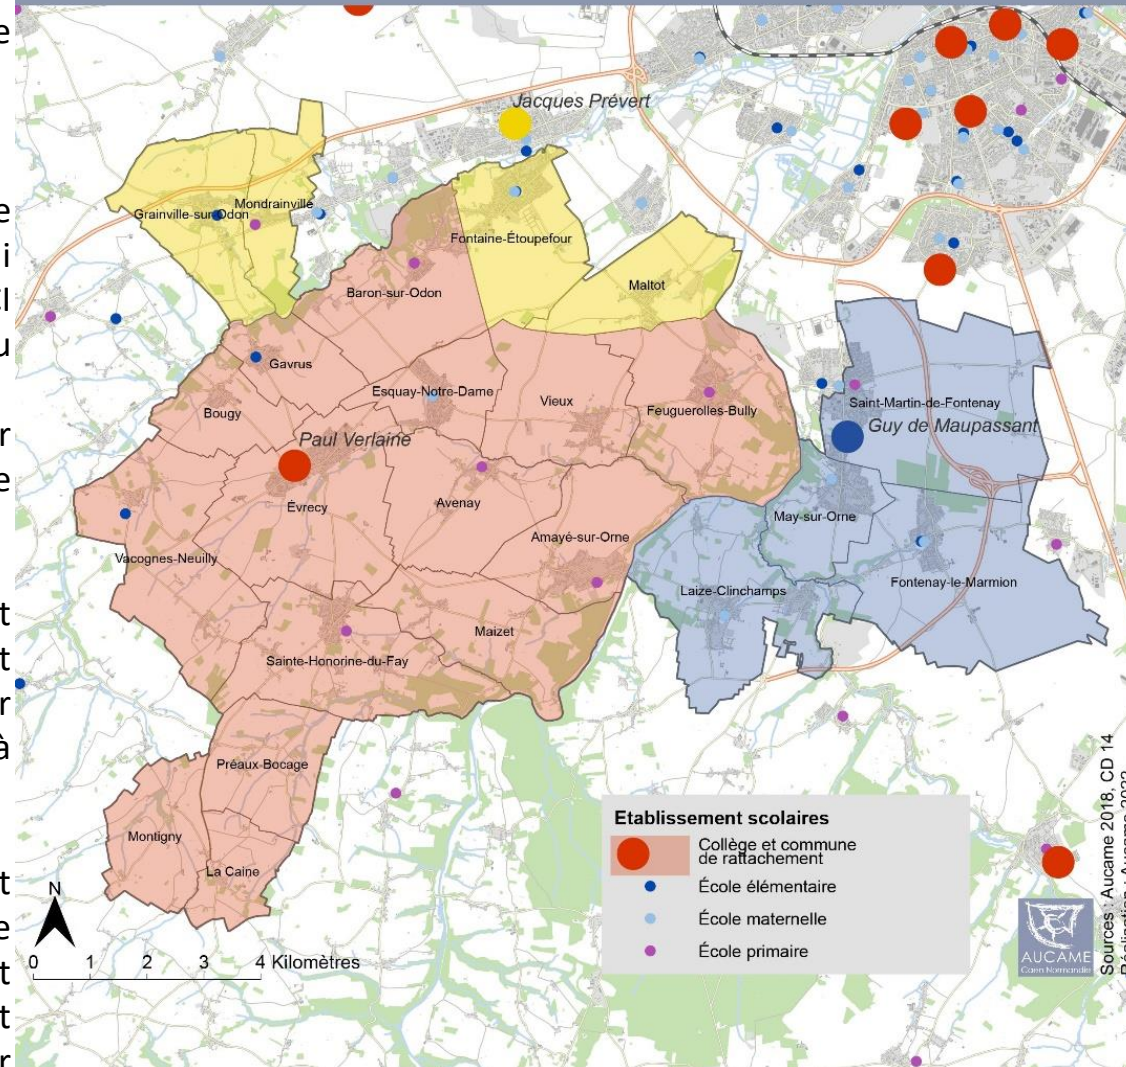 e
e
i
CI
u
r
e
t
t
r
à
t
e
t
t
r
Jacques Prévert
Mondrainville
Grainville-sur-Odon
Fontaine-Étoupefour
Maltot
Baron-sur-Odon
Gavrus
Esquay-Notre-Dame
Vieux
Bougy
Feuguerolles-Bully
Saint-Martin-de-Fontenay
Guy de Maupassant
Paul Verlaine
Évrecy
Avenay
May-sur-Orne
Amayé-sur-Orne
Vacognes-Neuilly
Fontenay-le-Marmion
Laize-Clinchamps
Maizet
Sainte-Honorine-du-Fay
Préaux-Bocage
Montigny
La Caine
Etablissement scolaires
Collège et commune
de rattachement
École élémentaire
École maternelle
École primaire
N
0 1 2 3 4 Kilomètres
AUCAME
Caen Normandie
Sources : Aucame 2018, CD 14
Réalisation : Aucame 2022